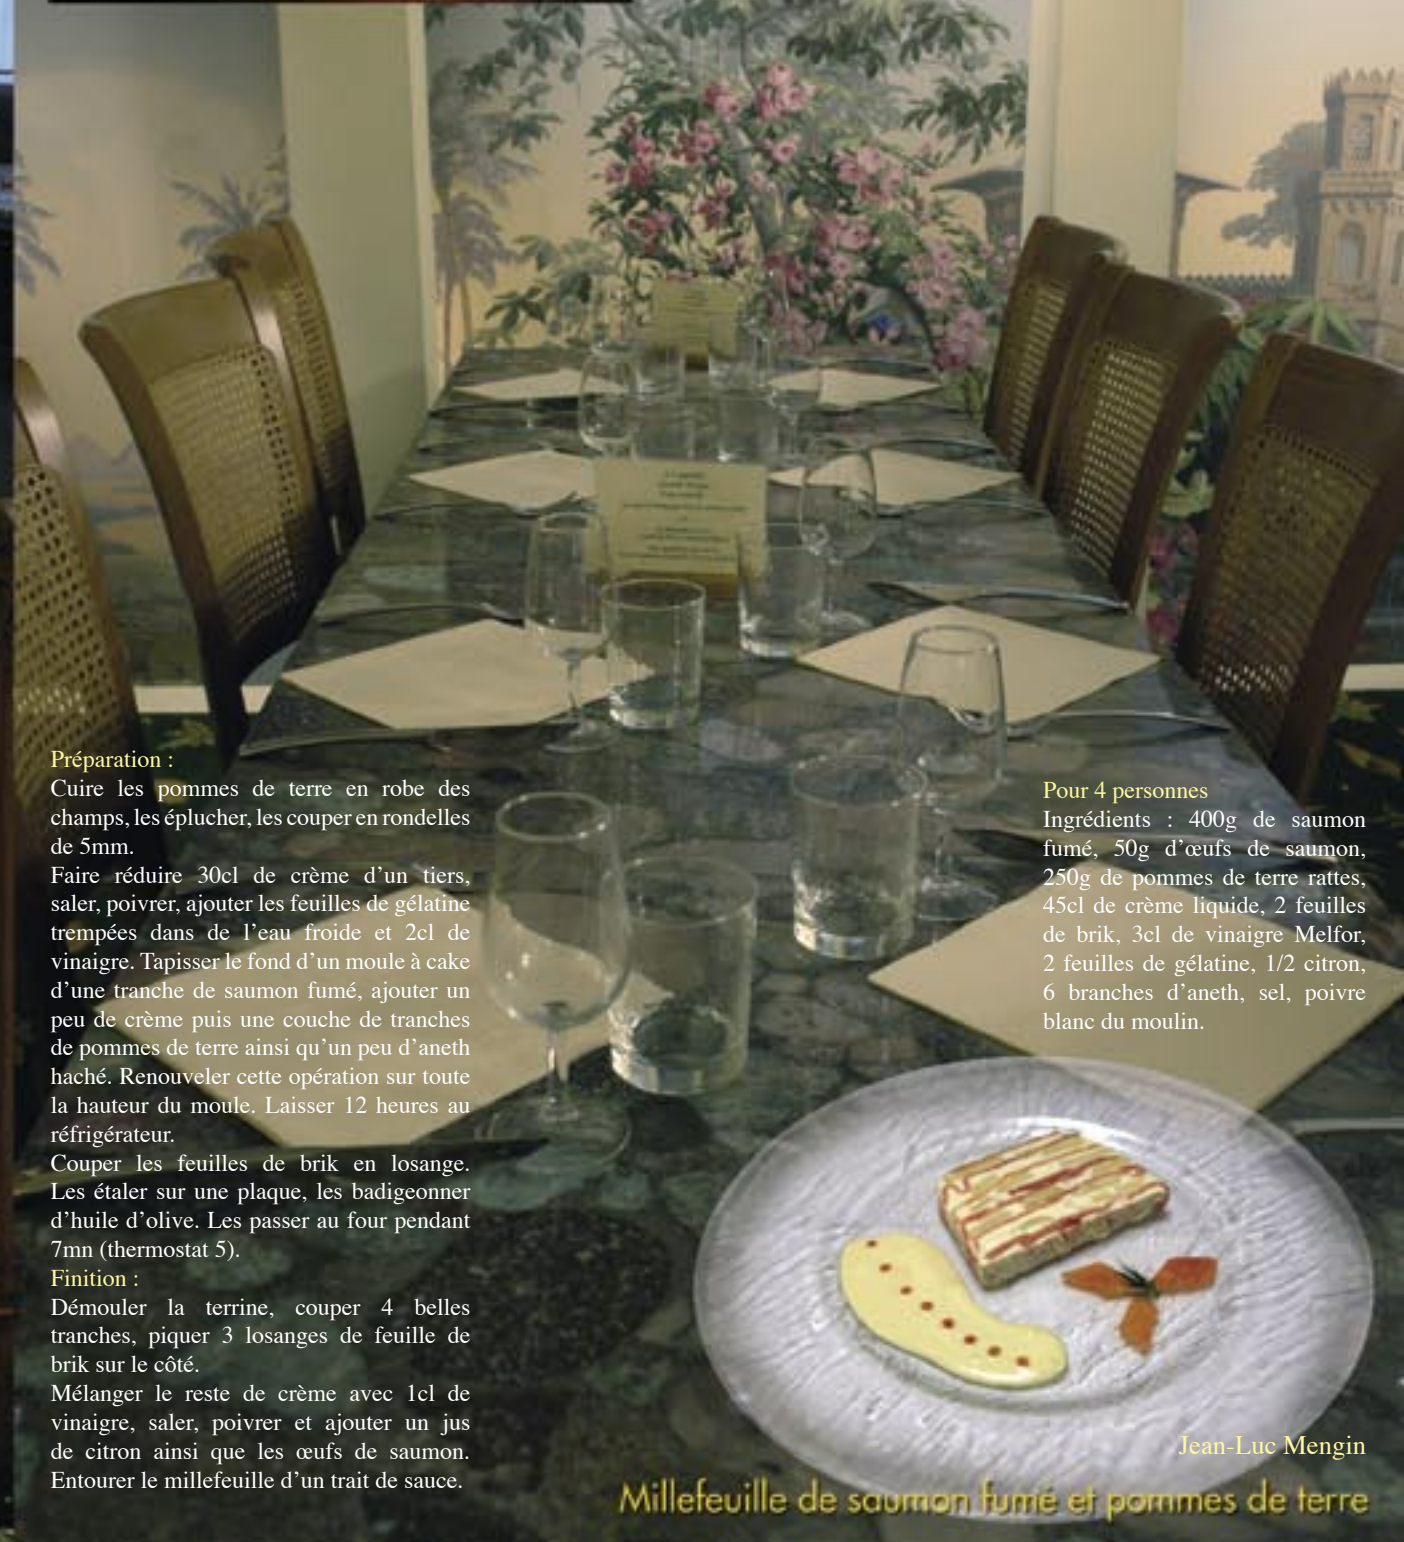 Préparation :
Cuire les pommes de terre en robe des
champs, les éplucher, les couper en rondelles
de 5mm.
Faire réduire 30cl de crème d’un tiers,
saler, poivrer, ajouter les feuilles de gélatine
trempées dans de l’eau froide et 2cl de
vinaigre. Tapisser le fond d’un moule à cake
d’une tranche de saumon fumé, ajouter un
peu de crème puis une couche de tranches
de pommes de terre ainsi qu’un peu d’aneth
haché. Renouveler cette opération sur toute
la hauteur du moule. Laisser 12 heures au
réfrigérateur.
Couper les feuilles de brik en losange.
Les étaler sur une plaque, les badigeonner
d’huile d’olive. Les passer au four pendant
7mn (thermostat 5).
Finition :
Démouler la terrine, couper 4 belles
tranches, piquer 3 losanges de feuille de
brik sur le côté.
Mélanger le reste de crème avec 1cl de
vinaigre, saler, poivrer et ajouter un jus
de citron ainsi que les œufs de saumon.
Entourer le millefeuille d’un trait de sauce.
Pour 4 personnes
Ingrédients : 400g de saumon
fumé, 50g d’œufs de saumon,
250g de pommes de terre rattes,
45cl de crème liquide, 2 feuilles
de brik, 3cl de vinaigre Melfor,
2 feuilles de gélatine, 1/2 citron,
6 branches d’aneth, sel, poivre
blanc du moulin.
Jean-Luc Mengin
Millefeuille de saumon fumé et pommes de terre